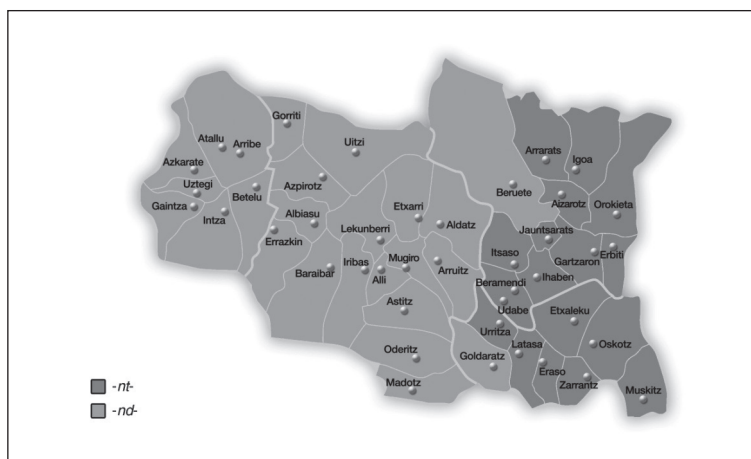 Gorriti
Uitzi
Atallu
Arribe
Azkarate
Uztegi
Gaintza
Intza
Betelu
Azpirotz
Albiasu
Errazkin
Lekunberri
Etxarri
Aldatz
Baraibar
Iribas
Alli
Mugiro
Arruitz
Astitz
Oderitz
Madotz
Arrarats
Igoa
Beruete
Aizarotz
Orokieta
Jauntsarats
Itsaso
Gartzaron
Erbiti
Beramendi
Ihaben
Udabe
Etxaleku
Urritza
Latasa
Oskotz
Goldaratz
Eraso
Zarrantz
Muskitz
-nt-
-nd-